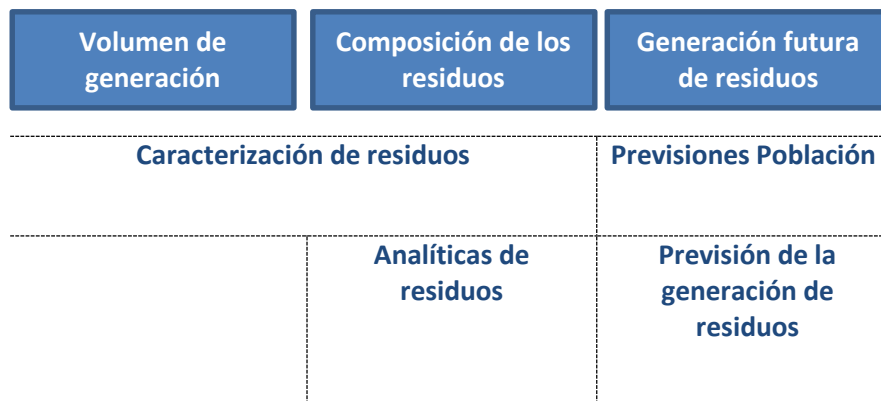 Volumen de
generación
Composición de los
residuos
Generación futura
de residuos
Caracterización de residuos
Previsiones Población
Analíticas de
residuos
Previsión de la
generación de
residuos